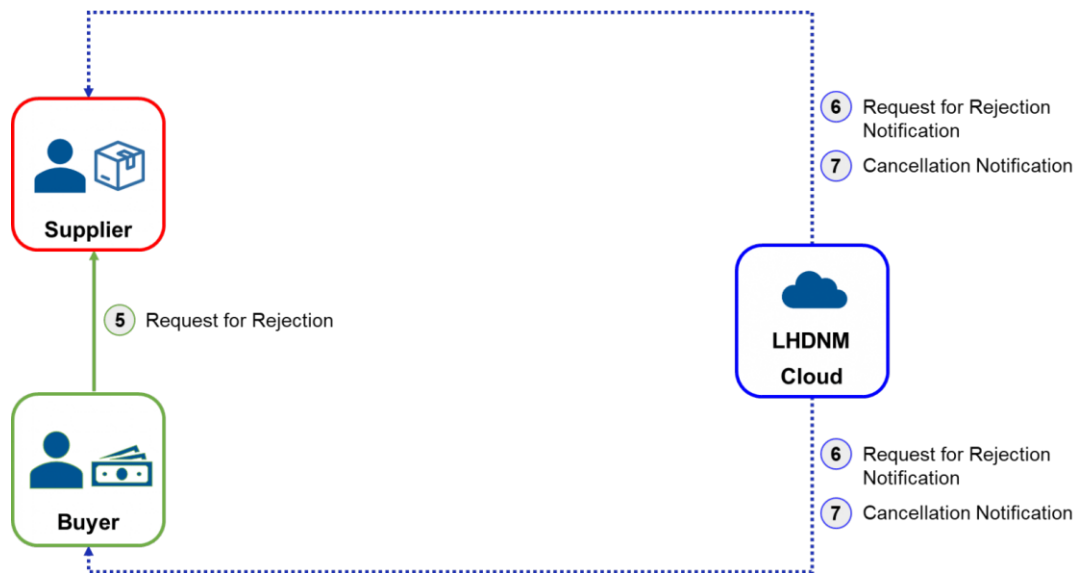 6 Request for Rejection
Notification
7 Cancellation Notification
Supplier
5 Request for Rejection
LHDNM
Cloud
6 Request for Rejection
Notification
7 Cancellation Notification
Buyer